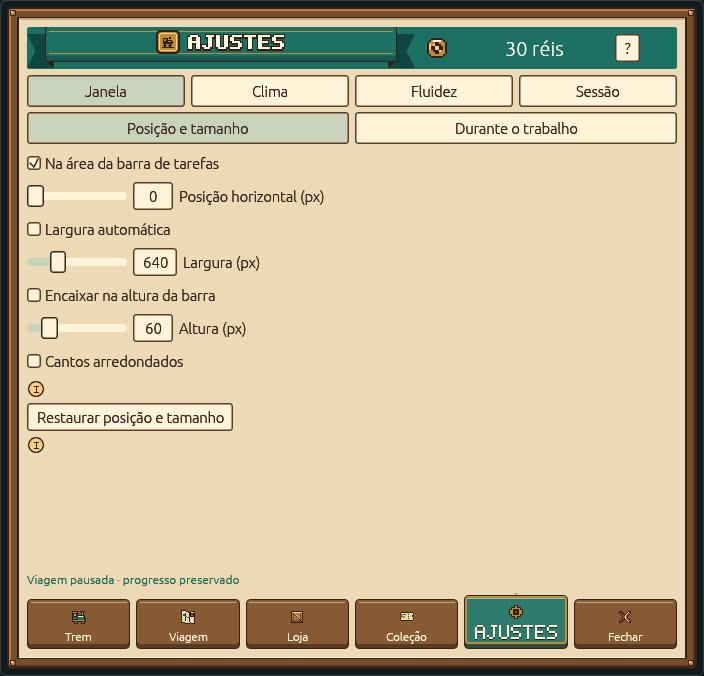 AJUSTES
30 réis
?
Janela
Clima
Fluidez
Sessão
Posição e tamanho
Durante o trabalho
Na área da barra de tarefas
0 Posição horizontal (px)
Largura automática
640 Largura (px)
Encaixar na altura da barra
60 Altura (px)
Cantos arredondados
I
Restaurar posição e tamanho
I
Viagem pausada · progresso preservado
Trem
Viagem
Loja
Coleção
AJUSTES
Fechar